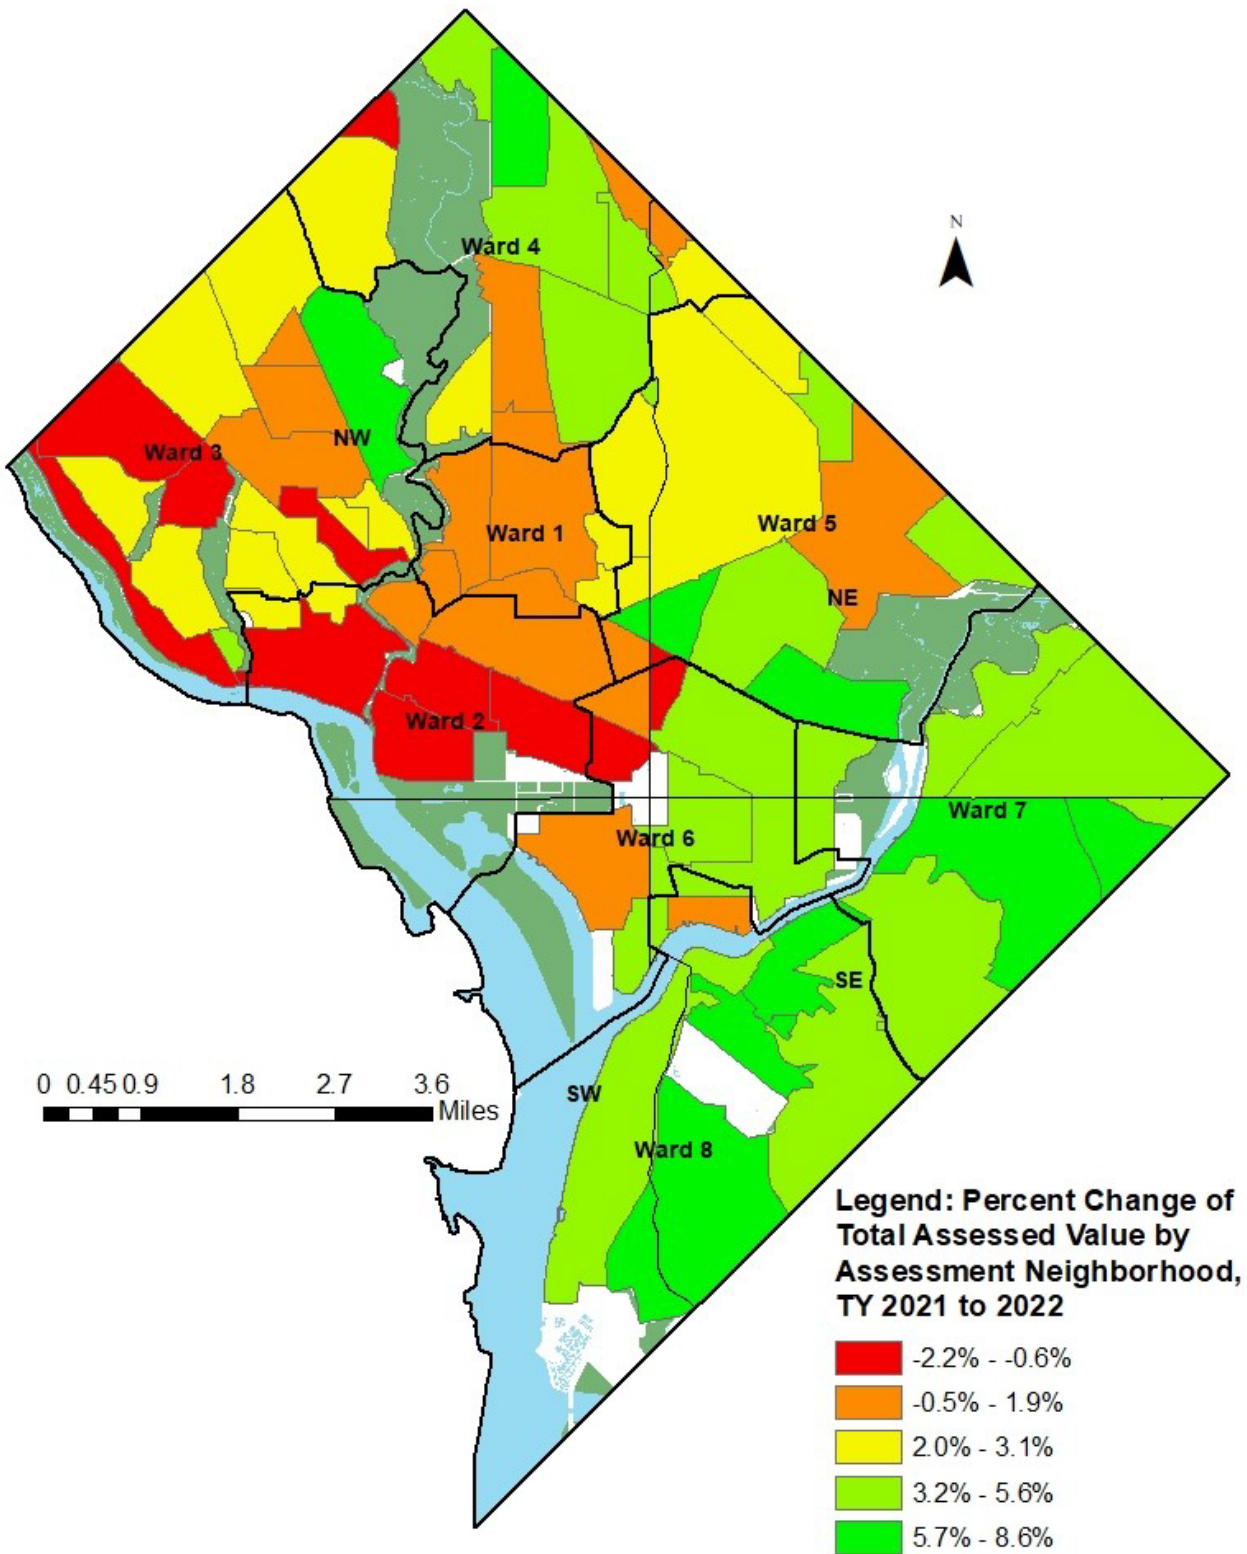 N
Ward 4
Ward 3
NW
Ward 1
Ward 5
NE
Ward 2
Ward 7
Ward 6
SE
0 0.45 0.9 1.8 2.7 3.6
Miles
SW
Ward 8
Legend: Percent Change of
Total Assessed Value by
Assessment Neighborhood,
TY 2021 to 2022
-2.2% - -0.6%
-0.5% - 1.9%
2.0% - 3.1%
3.2% - 5.6%
5.7% - 8.6%